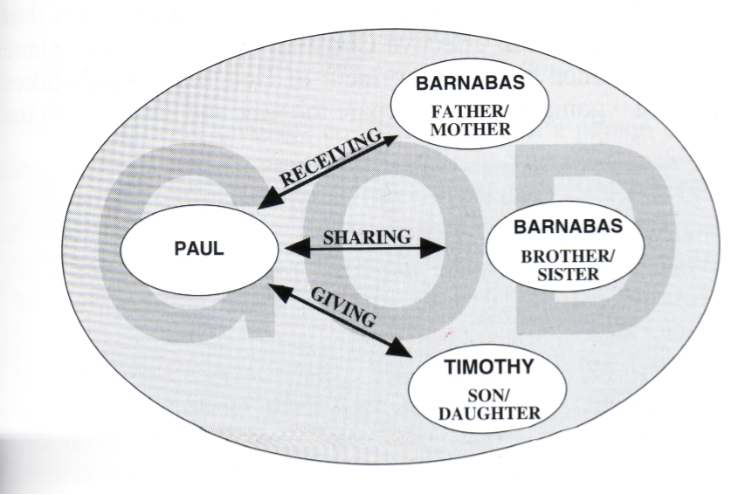 BARNABAS
FATHER/
MOTHER
RECEIVING
GOD
PAUL
SHARING
BARNABAS
BROTHER/
SISTER
GIVING
TIMOTHY
SON/
DAUGHTER